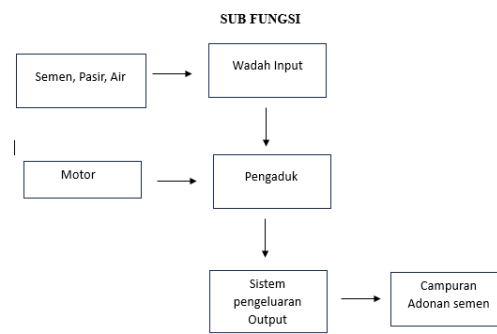 SUB FUNGSI
Semen, Pasir, Air
Wadah Input
Motor
Pengaduk
Sistem
pengeluaran
Output
Campuran
Adonan semen